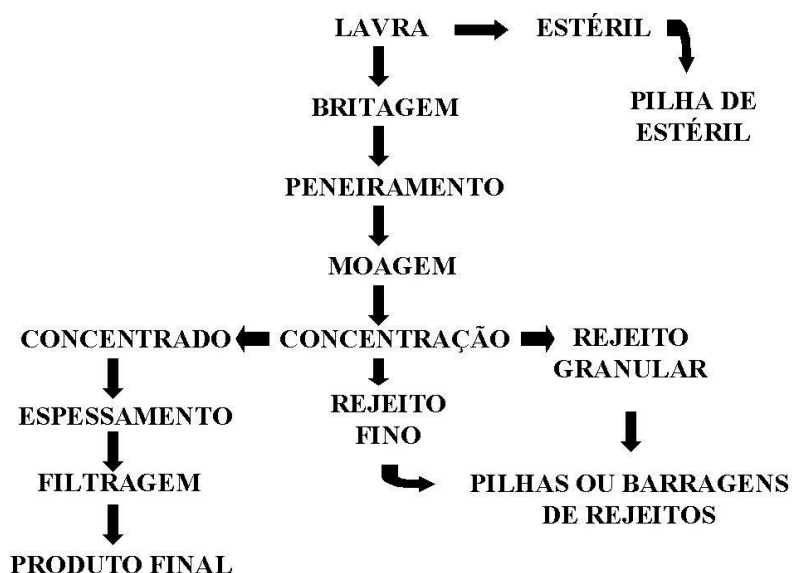 LAVRA
ESTÉRIL
PILHA DE
ESTÉRIL
BRITAGEM
PENEIRAMENTO
MOAGEM
CONCENTRADO
CONCENTRAÇÃO
REJEITO
GRANULAR
ESPESSAMENTO
REJEITO
FINO
FILTRAGEM
PILHAS OU BARRAGENS
DE REJEITOS
PRODUTO FINAL